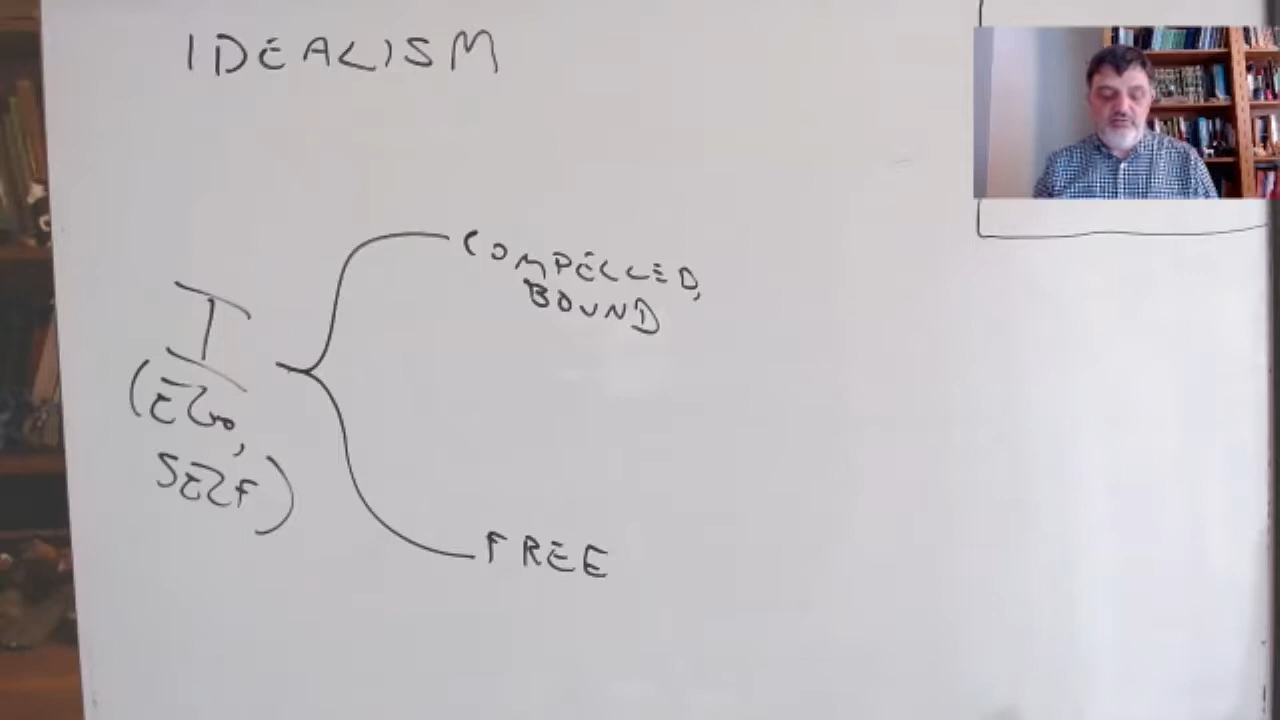 IDEALISM
COMPELLED,
BOUND
I
(EGO,
SELF)
FREE